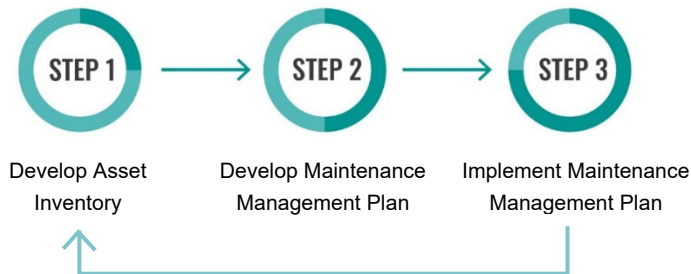 STEP 1
STEP 2
STEP 3
Develop Asset
Inventory
Develop Maintenance
Management Plan
Implement Maintenance
Management Plan